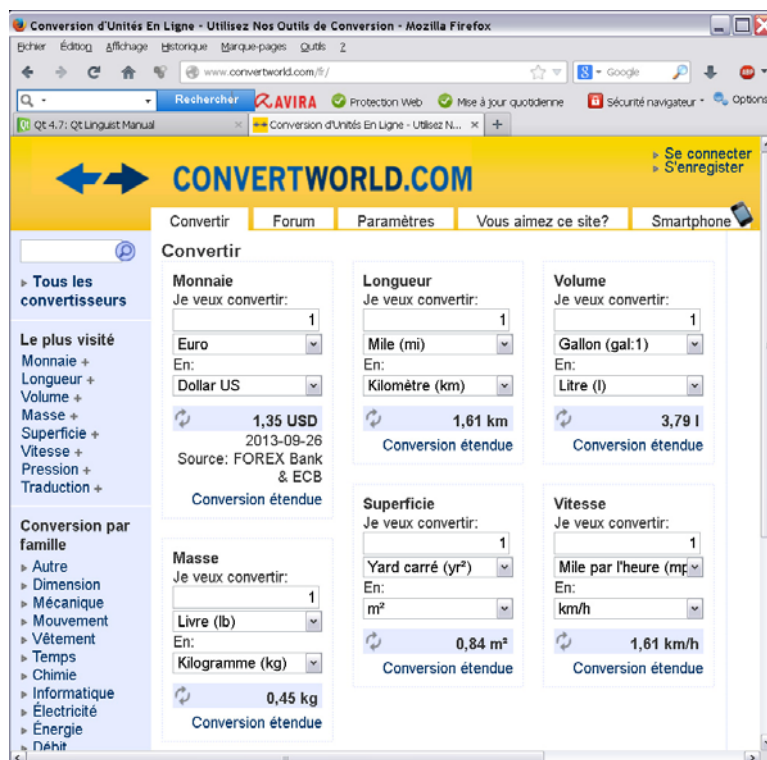 Conversion d'Unités En Ligne - Utilisez Nos Outils de Conversion - Mozilla Firefox
Fichier Édition Affichage Historique Marque-pages Outils ?
www.convertworld.com/fr/
Google
Rechercher AVIRA Protection Web Mise à jour quotidienne Sécurité navigateur Options
Qt 4.7: Qt Linguist Manual
Conversion d'Unités En Ligne - Utilisez N...
CONVERTWORLD.COM
Se connecter
S'enregister
Convertir Forum Paramètres Vous aimez ce site? Smartphone
Tous les
convertisseurs
Le plus visité
Monnaie +
Longueur +
Volume +
Masse +
Superficie +
Vitesse +
Pression +
Traduction +
Conversion par
famille
Autre
Dimension
Mécanique
Mouvement
Vêtement
Temps
Chimie
Informatique
Électricité
Énergie
Débit
Convertir
Monnaie
Je veux convertir:
1
Euro
En:
Dollar US
1,35 USD
2013-09-26
Source: FOREX Bank
& ECB
Conversion étendue
Masse
Je veux convertir:
1
Livre (lb)
En:
Kilogramme (kg)
0,45 kg
Conversion étendue
Longueur
Je veux convertir:
1
Mile (mi)
En:
Kilomètre (km)
1,61 km
Conversion étendue
Superficie
Je veux convertir:
1
Yard carré (yr²)
En:
m²
0,84 m²
Conversion étendue
Volume
Je veux convertir:
1
Gallon (gal:1)
En:
Litre (l)
3,79 l
Conversion étendue
Vitesse
Je veux convertir:
1
Mile par l'heure (mp
En:
km/h
1,61 km/h
Conversion étendue